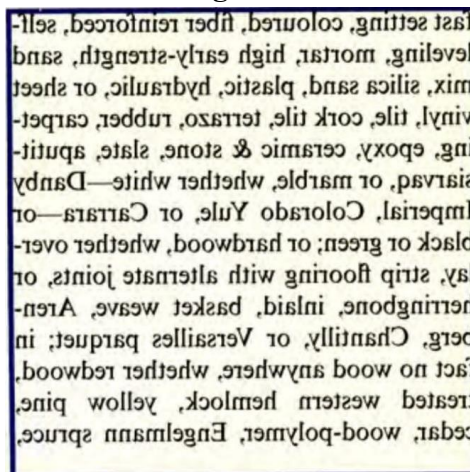 fast setting, coloured, fiber reinforced, self-
leveling, mortar, high early-strength, sand
mix, silica sand, plastic, hydraulic, or sheet
vinyl, tile, cork tile, terrazo, rubber, carpet-
ing, epoxy, ceramic & stone, slate, aputit-
siarvaq, or marble, whether white—Danby
Imperial, Colorado Yule, or Carrara—or
black or green; or hardwood, whether over-
lay, strip flooring with alternate joints, or
herringbone, inlaid, basket weave, Aren-
berg, Chantilly, or Versailles parquet; in
fact no wood anywhere, whether redwood,
treated western hemlock, yellow pine,
cedar, wood-polymer, Engelmann spruce,